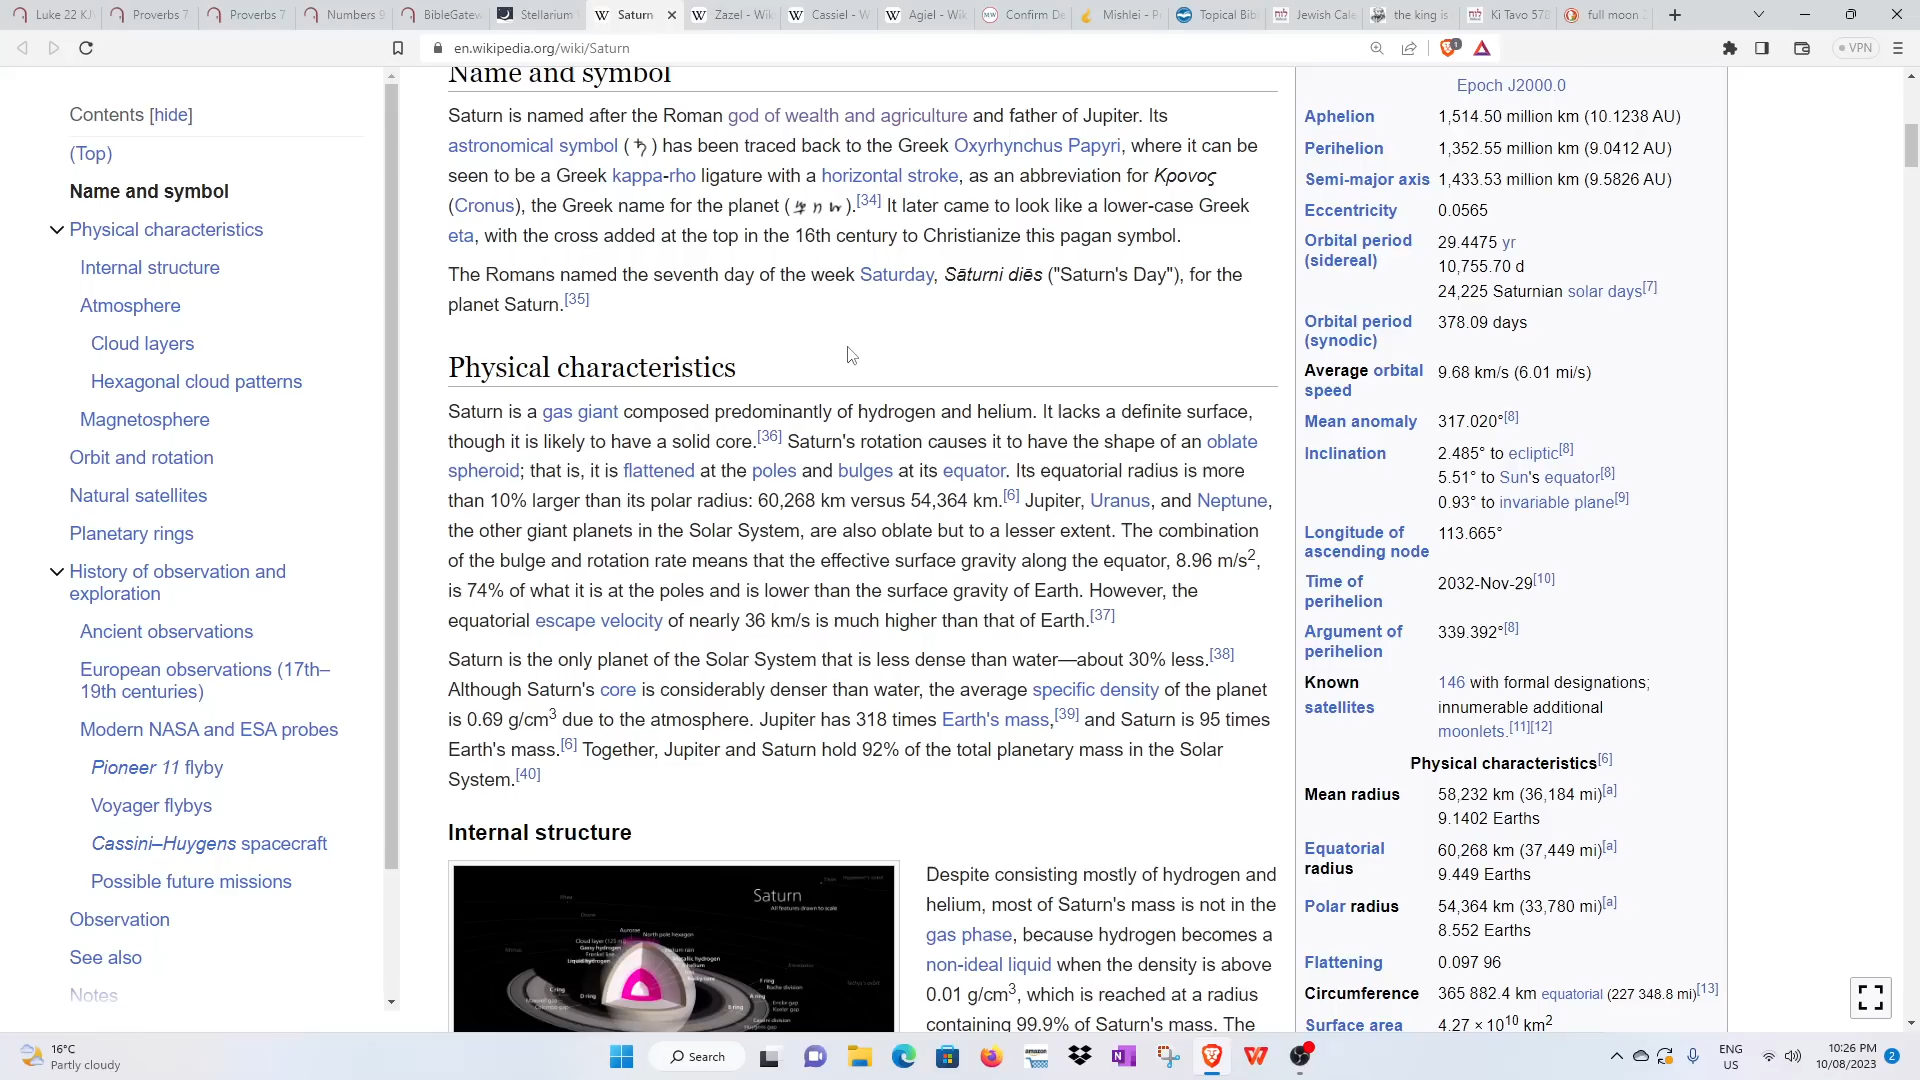 Luke 22 KJ
Proverbs 7
Proverbs 7
Numbers 9
BibleGatew
Stellarium
Saturn
Zazel - Wik
Cassiel - W
Agiel - Wik
Confirm De
Mishlei - P
Topical Bib
Jewish Cale
the king is
Ki Tavo 578
full moon 2
en.wikipedia.org/wiki/Saturn
VPN
Contents [hide]
(Top)
Name and symbol
Physical characteristics
Internal structure
Atmosphere
Cloud layers
Hexagonal cloud patterns
Magnetosphere
Orbit and rotation
Natural satellites
Planetary rings
History of observation and
exploration
Ancient observations
European observations (17th–
19th centuries)
Modern NASA and ESA probes
Pioneer 11 flyby
Voyager flybys
Cassini–Huygens spacecraft
Possible future missions
Observation
See also
Notes
Name and symbol
Saturn is named after the Roman god of wealth and agriculture and father of Jupiter. Its
astronomical symbol (♄) has been traced back to the Greek Oxyrhynchus Papyri, where it can be
seen to be a Greek kappa-rho ligature with a horizontal stroke, as an abbreviation for Κρονος
(Cronus), the Greek name for the planet ( ).[34] It later came to look like a lower-case Greek
eta, with the cross added at the top in the 16th century to Christianize this pagan symbol.
The Romans named the seventh day of the week Saturday, Sāturni diēs ("Saturn's Day"), for the
planet Saturn.[35]
Physical characteristics
Saturn is a gas giant composed predominantly of hydrogen and helium. It lacks a definite surface,
though it is likely to have a solid core.[36] Saturn's rotation causes it to have the shape of an oblate
spheroid; that is, it is flattened at the poles and bulges at its equator. Its equatorial radius is more
than 10% larger than its polar radius: 60,268 km versus 54,364 km.[6] Jupiter, Uranus, and Neptune,
the other giant planets in the Solar System, are also oblate but to a lesser extent. The combination
of the bulge and rotation rate means that the effective surface gravity along the equator, 8.96 m/s²,
is 74% of what it is at the poles and is lower than the surface gravity of Earth. However, the
equatorial escape velocity of nearly 36 km/s is much higher than that of Earth.[37]
Saturn is the only planet of the Solar System that is less dense than water—about 30% less.[38]
Although Saturn's core is considerably denser than water, the average specific density of the planet
is 0.69 g/cm³ due to the atmosphere. Jupiter has 318 times Earth's mass,[39] and Saturn is 95 times
Earth's mass.[6] Together, Jupiter and Saturn hold 92% of the total planetary mass in the Solar
System.[40]
Internal structure
Saturn
All features drawn to scale
Aurorae
North pole hexagon
Metallic hydrogen
Liquid hydrogen
C ring
D ring
B ring
A ring
F ring
Roche division
Encke gap
Cassini division
Huygens gap
Despite consisting mostly of hydrogen and
helium, most of Saturn's mass is not in the
gas phase, because hydrogen becomes a
non-ideal liquid when the density is above
0.01 g/cm³, which is reached at a radius
containing 99.9% of Saturn's mass. The
Epoch J2000.0
Aphelion 1,514.50 million km (10.1238 AU)
Perihelion 1,352.55 million km (9.0412 AU)
Semi-major axis 1,433.53 million km (9.5826 AU)
Eccentricity 0.0565
Orbital period 29.4475 yr
(sidereal) 10,755.70 d
24,225 Saturnian solar days[7]
Orbital period 378.09 days
(synodic)
Average orbital 9.68 km/s (6.01 mi/s)
speed
Mean anomaly 317.020°[8]
Inclination 2.485° to ecliptic[8]
5.51° to Sun's equator[8]
0.93° to invariable plane[9]
Longitude of 113.665°
ascending node
Time of 2032-Nov-29[10]
perihelion
Argument of 339.392°[8]
perihelion
Known 146 with formal designations;
satellites innumerable additional
moonlets.[11][12]
Physical characteristics[6]
Mean radius 58,232 km (36,184 mi)[a]
9.1402 Earths
Equatorial 60,268 km (37,449 mi)[a]
radius 9.449 Earths
Polar radius 54,364 km (33,780 mi)[a]
8.552 Earths
Flattening 0.097 96
Circumference 365 882.4 km equatorial (227 348.8 mi)[13]
Surface area 4.27 × 10¹⁰ km²
16°C
Partly cloudy
Search
amazon
ENG
US
10:26 PM
10/08/2023
2